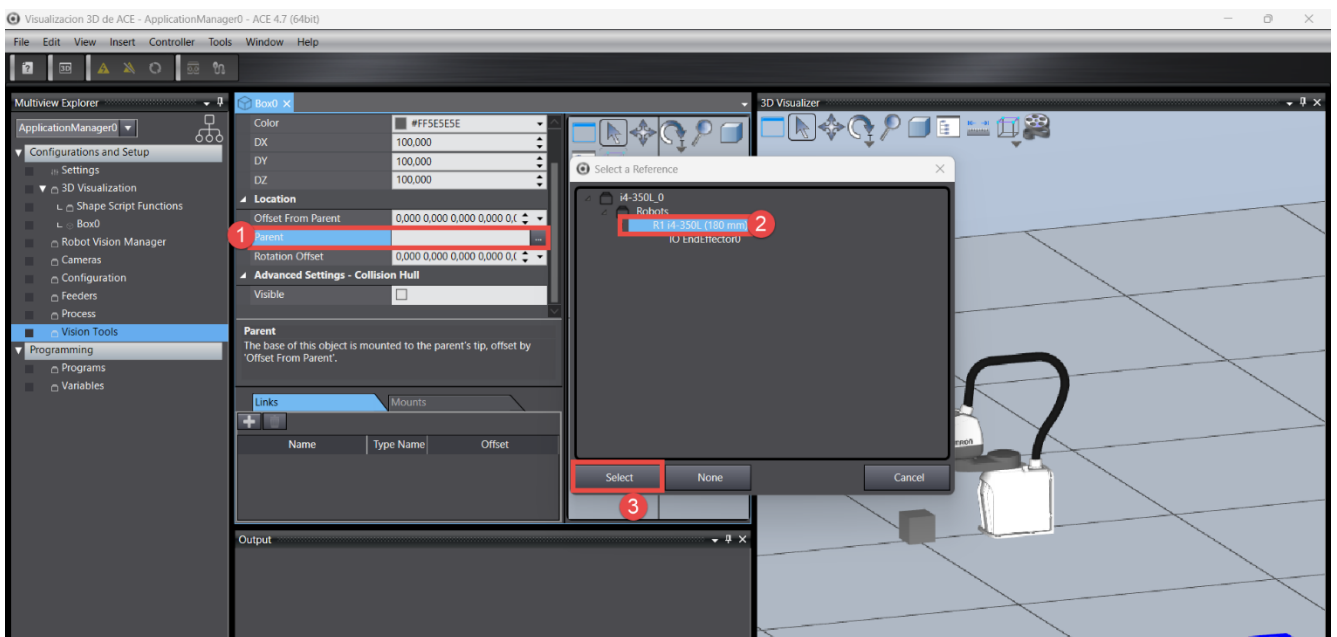 Visualizacion 3D de ACE - ApplicationManager0 - ACE 4.7 (64bit)
File Edit View Insert Controller Tools Window Help
3D
Multiview Explorer
ApplicationManager0
Configurations and Setup
Settings
3D Visualization
Shape Script Functions
Box0
Robot Vision Manager
Cameras
Configuration
Feeders
Process
Vision Tools
Programming
Programs
Variables
Box0
Color #FF5E5E5E
DX 100,000
DY 100,000
DZ 100,000
Location
Offset From Parent 0,000 0,000 0,000 0,000 0,(
1
Parent ...
Rotation Offset 0,000 0,000 0,000 0,000 0,(
Advanced Settings - Collision Hull
Visible
Parent
The base of this object is mounted to the parent's tip, offset by
'Offset From Parent'.
Links Mounts
Name Type Name Offset
Output
Select a Reference
i4-350L_0
Robots
R1 i4-350L (180 mm)
2
IO EndEffector0
Select None Cancel
3
3D Visualizer